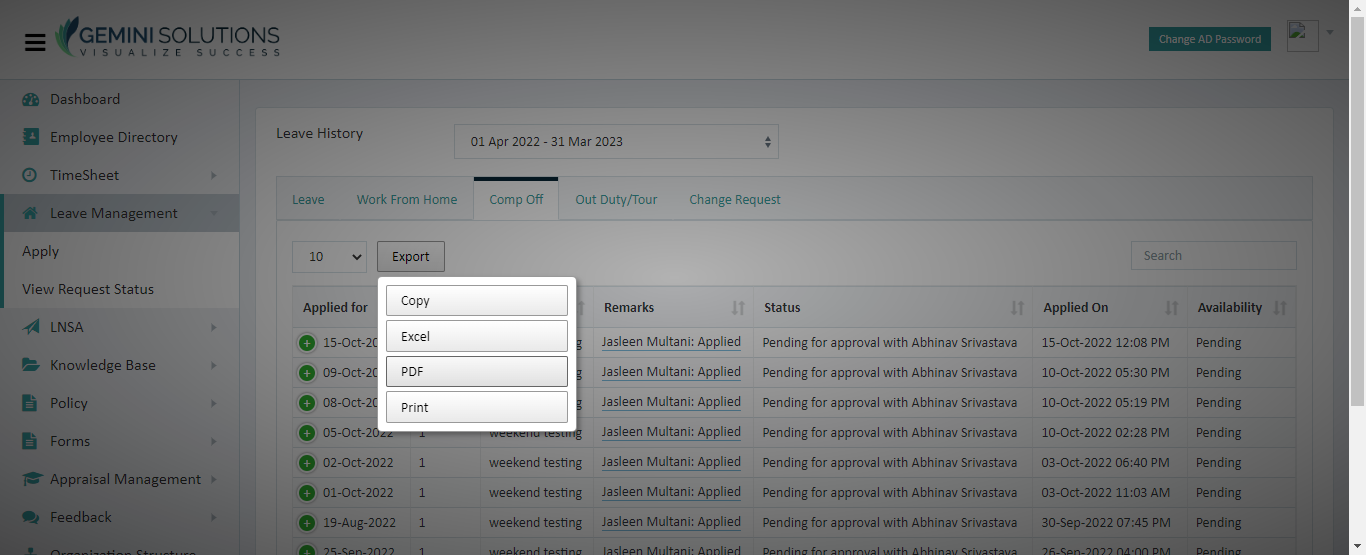 GEMINI SOLUTIONS
VISUALIZE SUCCESS
Change AD Password
Dashboard
Employee Directory
TimeSheet
Leave Management
Apply
View Request Status
LNSA
Knowledge Base
Policy
Forms
Appraisal Management
Feedback
Organization Structure
Leave History
01 Apr 2022 - 31 Mar 2023
Leave Work From Home Comp Off Out Duty/Tour Change Request
10 Export Search
Copy
Excel
PDF
Print
Applied for Remarks Status Applied On Availability
15-Oct-20 Jasleen Multani: Applied Pending for approval with Abhinav Srivastava 15-Oct-2022 12:08 PM Pending
09-Oct-20 Jasleen Multani: Applied Pending for approval with Abhinav Srivastava 10-Oct-2022 05:30 PM Pending
08-Oct-20 Jasleen Multani: Applied Pending for approval with Abhinav Srivastava 10-Oct-2022 05:19 PM Pending
05-Oct-2022 1 weekend testing Jasleen Multani: Applied Pending for approval with Abhinav Srivastava 10-Oct-2022 02:28 PM Pending
02-Oct-2022 1 weekend testing Jasleen Multani: Applied Pending for approval with Abhinav Srivastava 03-Oct-2022 06:40 PM Pending
01-Oct-2022 1 weekend testing Jasleen Multani: Applied Pending for approval with Abhinav Srivastava 03-Oct-2022 11:03 AM Pending
19-Aug-2022 1 weekend testing Jasleen Multani: Applied Pending for approval with Abhinav Srivastava 30-Sep-2022 07:45 PM Pending
25-Sep-2022 1 weekend testing Jasleen Multani: Applied Pending for approval with Abhinav Srivastava 26-Sep-2022 04:00 PM Pending